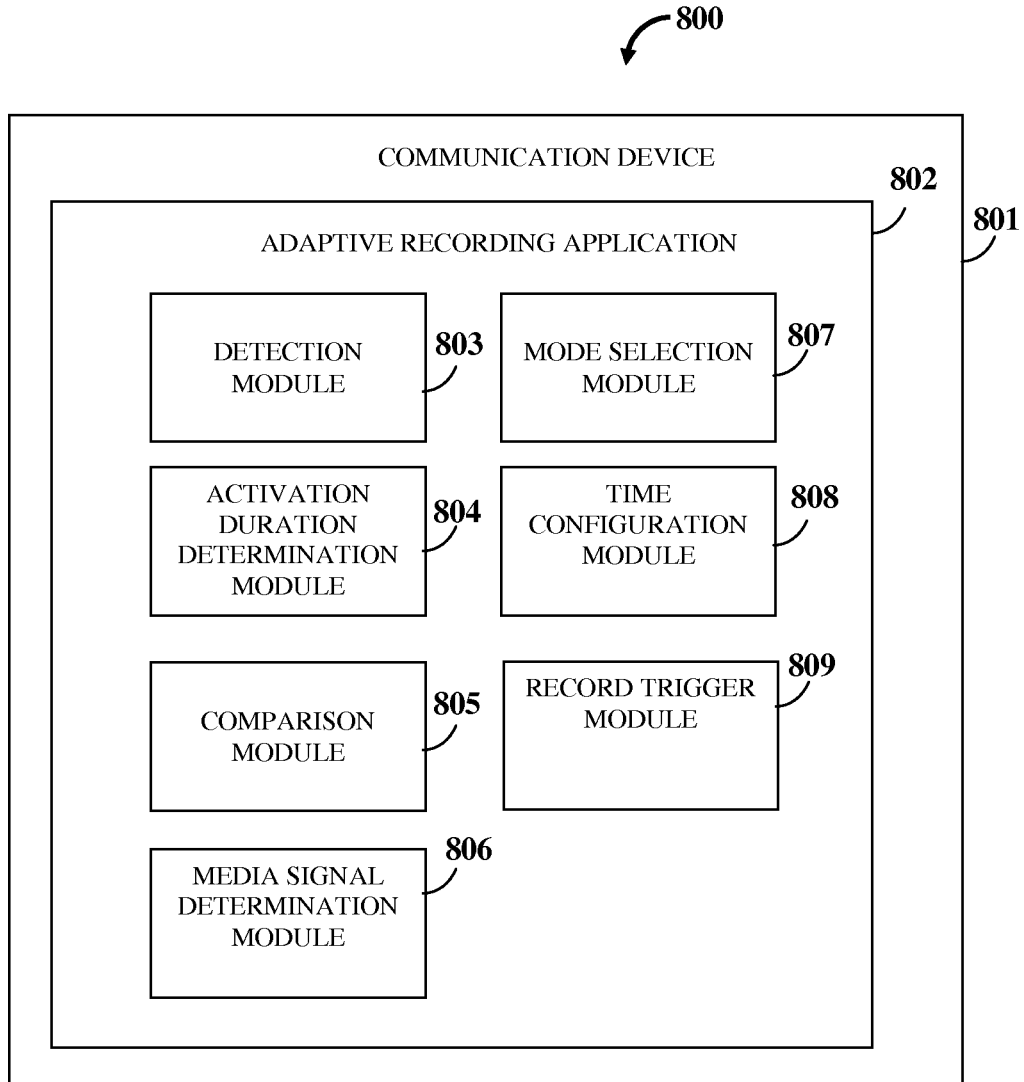 800
COMMUNICATION DEVICE
802
801
ADAPTIVE RECORDING APPLICATION
DETECTION
MODULE
803
MODE SELECTION
MODULE
807
ACTIVATION
DURATION
DETERMINATION
MODULE
804
TIME
CONFIGURATION
MODULE
808
COMPARISON
MODULE
805
RECORD TRIGGER
MODULE
809
MEDIA SIGNAL
DETERMINATION
MODULE
806